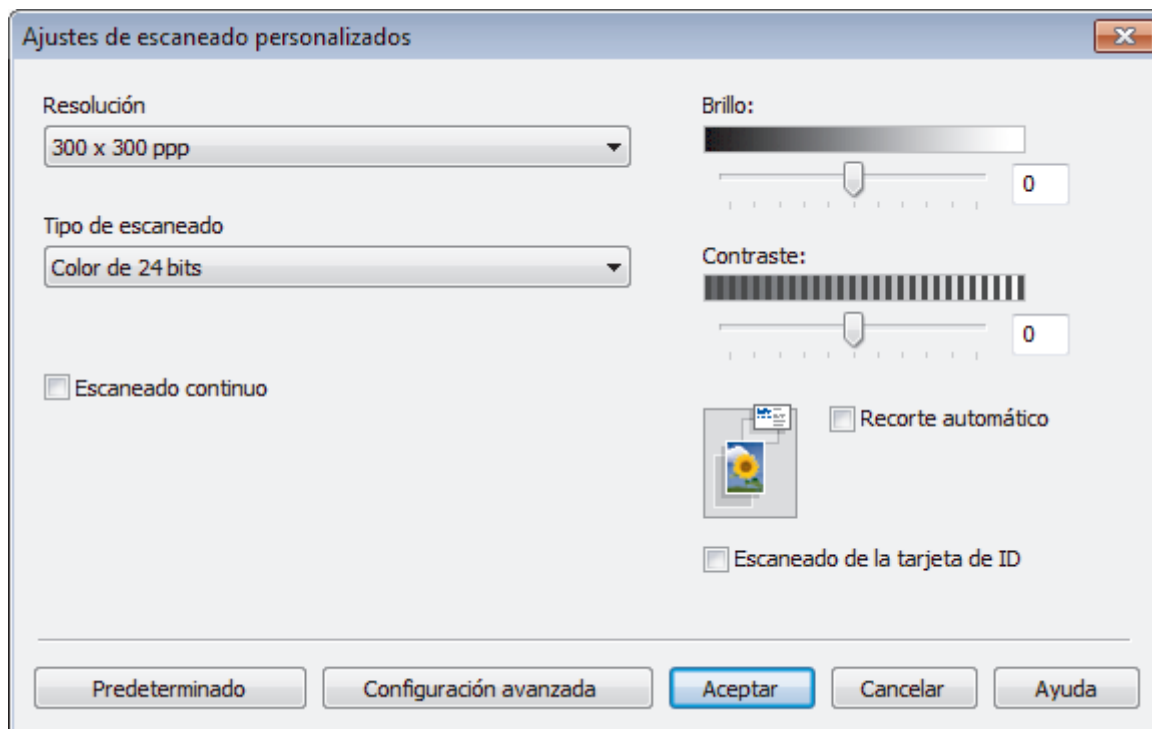 Ajustes de escaneado personalizados
Resolución
300 x 300 ppp
Tipo de escaneado
Color de 24 bits
Escaneado continuo
Brillo:
0
Contraste:
0
Recorte automático
Escaneado de la tarjeta de ID
Predeterminado
Configuración avanzada
Aceptar
Cancelar
Ayuda